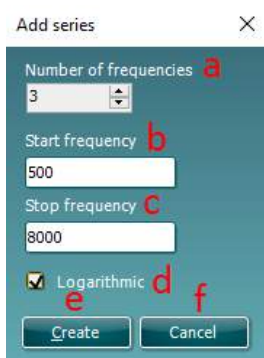 Add series
Number of frequencies a
3
Start frequency b
500
Stop frequency c
8000
Logarithmic d
e f
Create Cancel